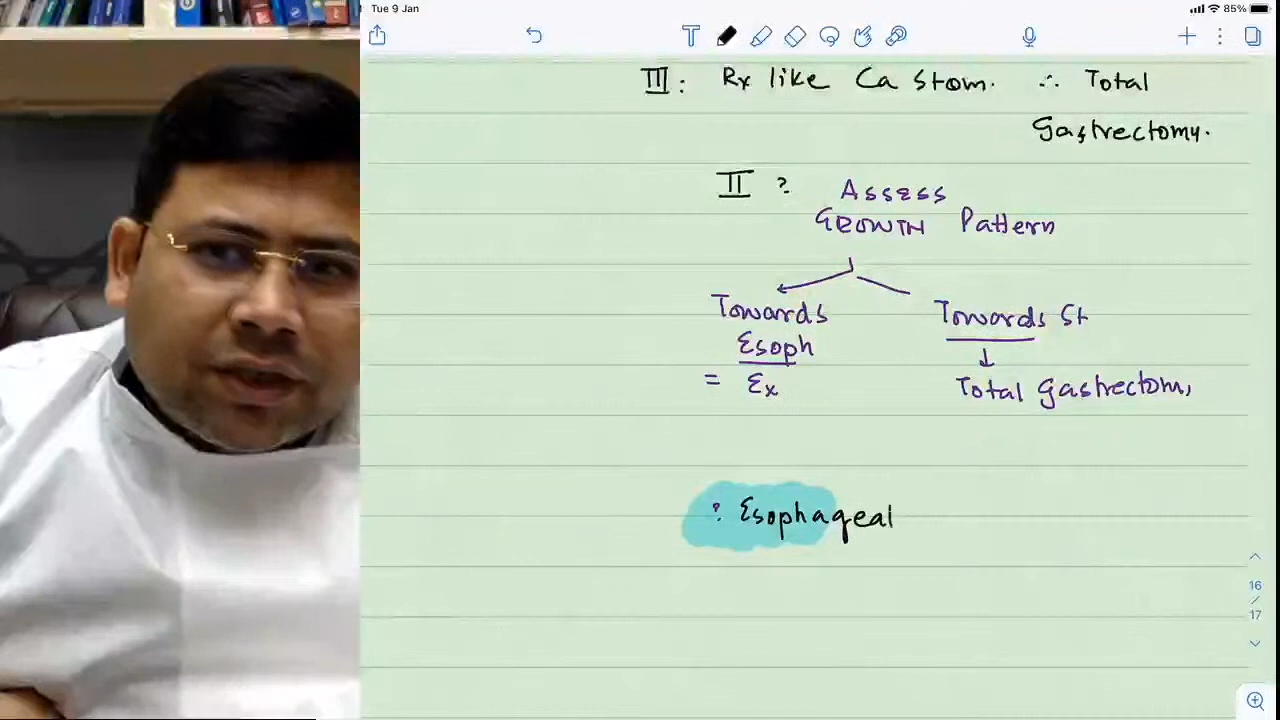 Tue 9 Jan
85%
III: Rx like Ca Stom. ∴ Total
Gastrectomy.
II ? Assess
GROWTH Pattern
Towards
Esoph
= Ex
Towards St
↓
Total Gastrectom
? Esophageal
16
/
17